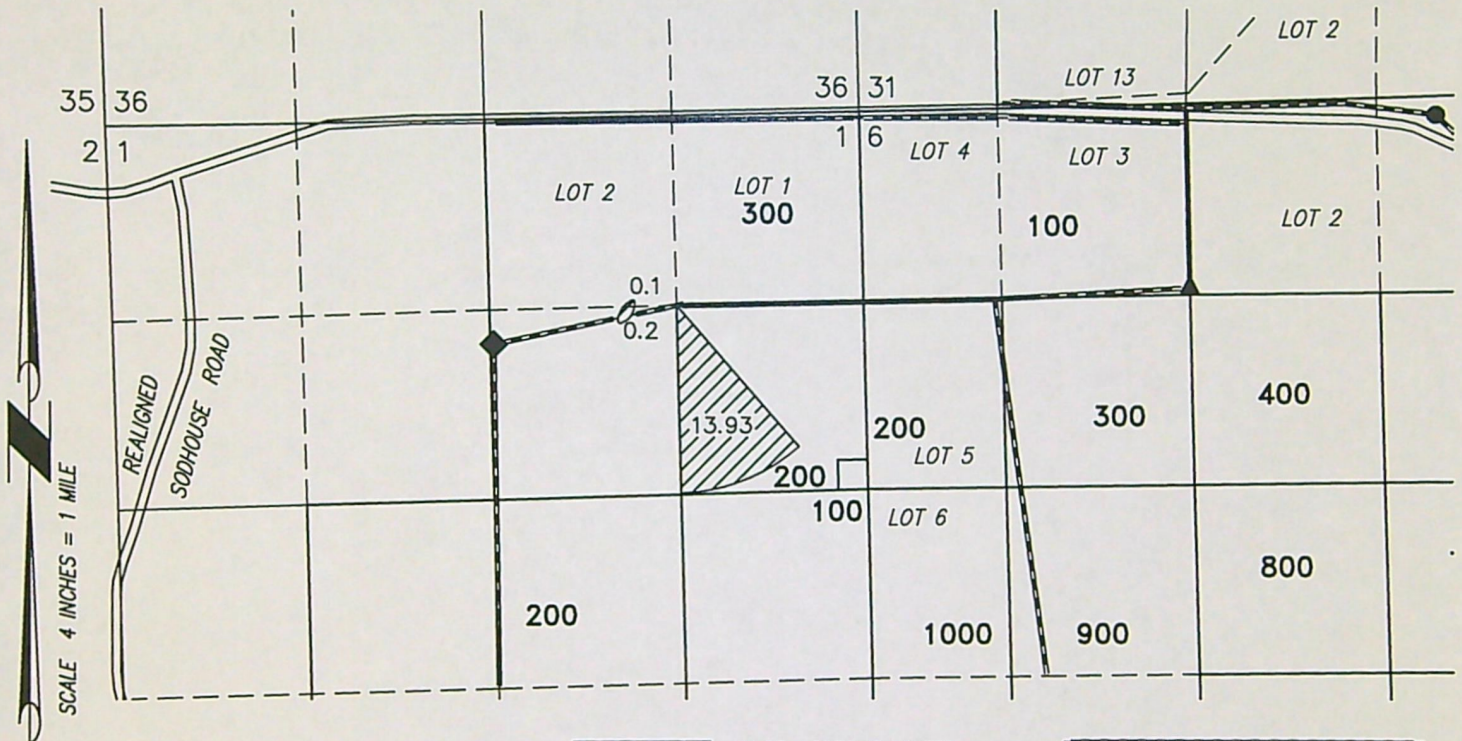 LOT 2
LOT 13
35 36
36 31
2 1
1 6
LOT 4
LOT 3
LOT 2
LOT 1
300
100
LOT 2
0.1
0.2
REALIGNED
SODHOUSE ROAD
13.93
200
LOT 5
300
400
200
100
LOT 6
800
200
1000
900
N
SCALE 4 INCHES = 1 MILE